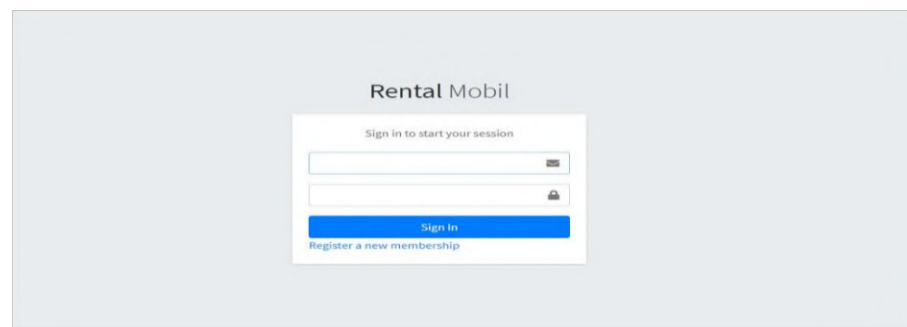 Rental Mobil
Sign in to start your session
Sign In
Register a new membership